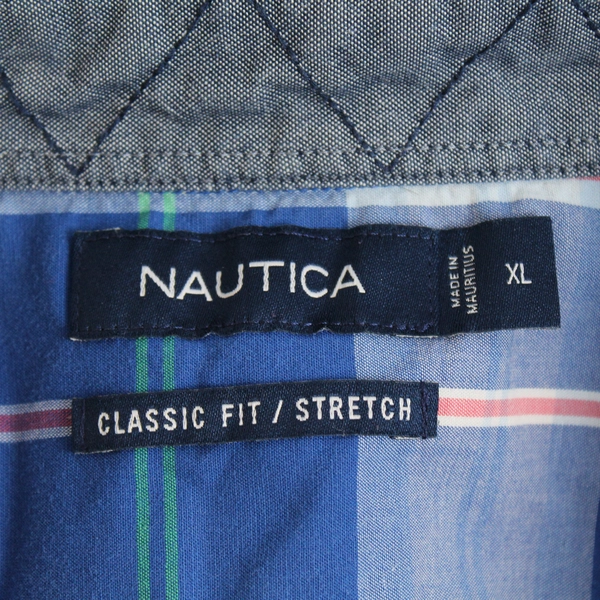 NAUTICA
MADE IN
MAURITIUS
XL
CLASSIC FIT / STRETCH